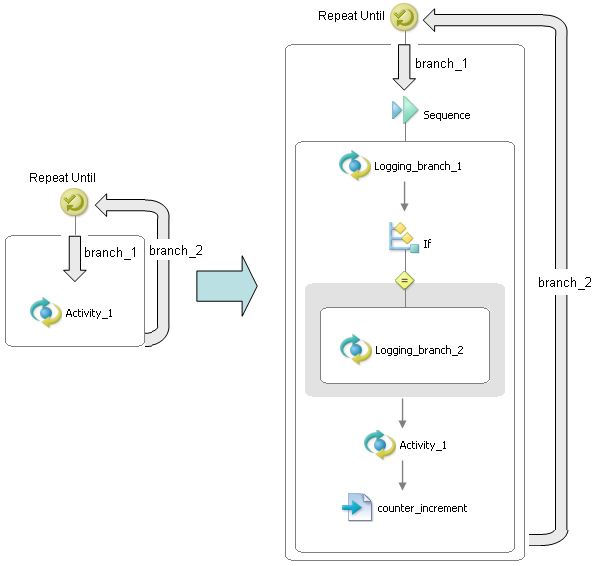 Repeat Until
branch_1
branch_2
Activity_1
Repeat Until
branch_1
Sequence
Logging_branch_1
If
=
branch_2
Logging_branch_2
Activity_1
counter_increment